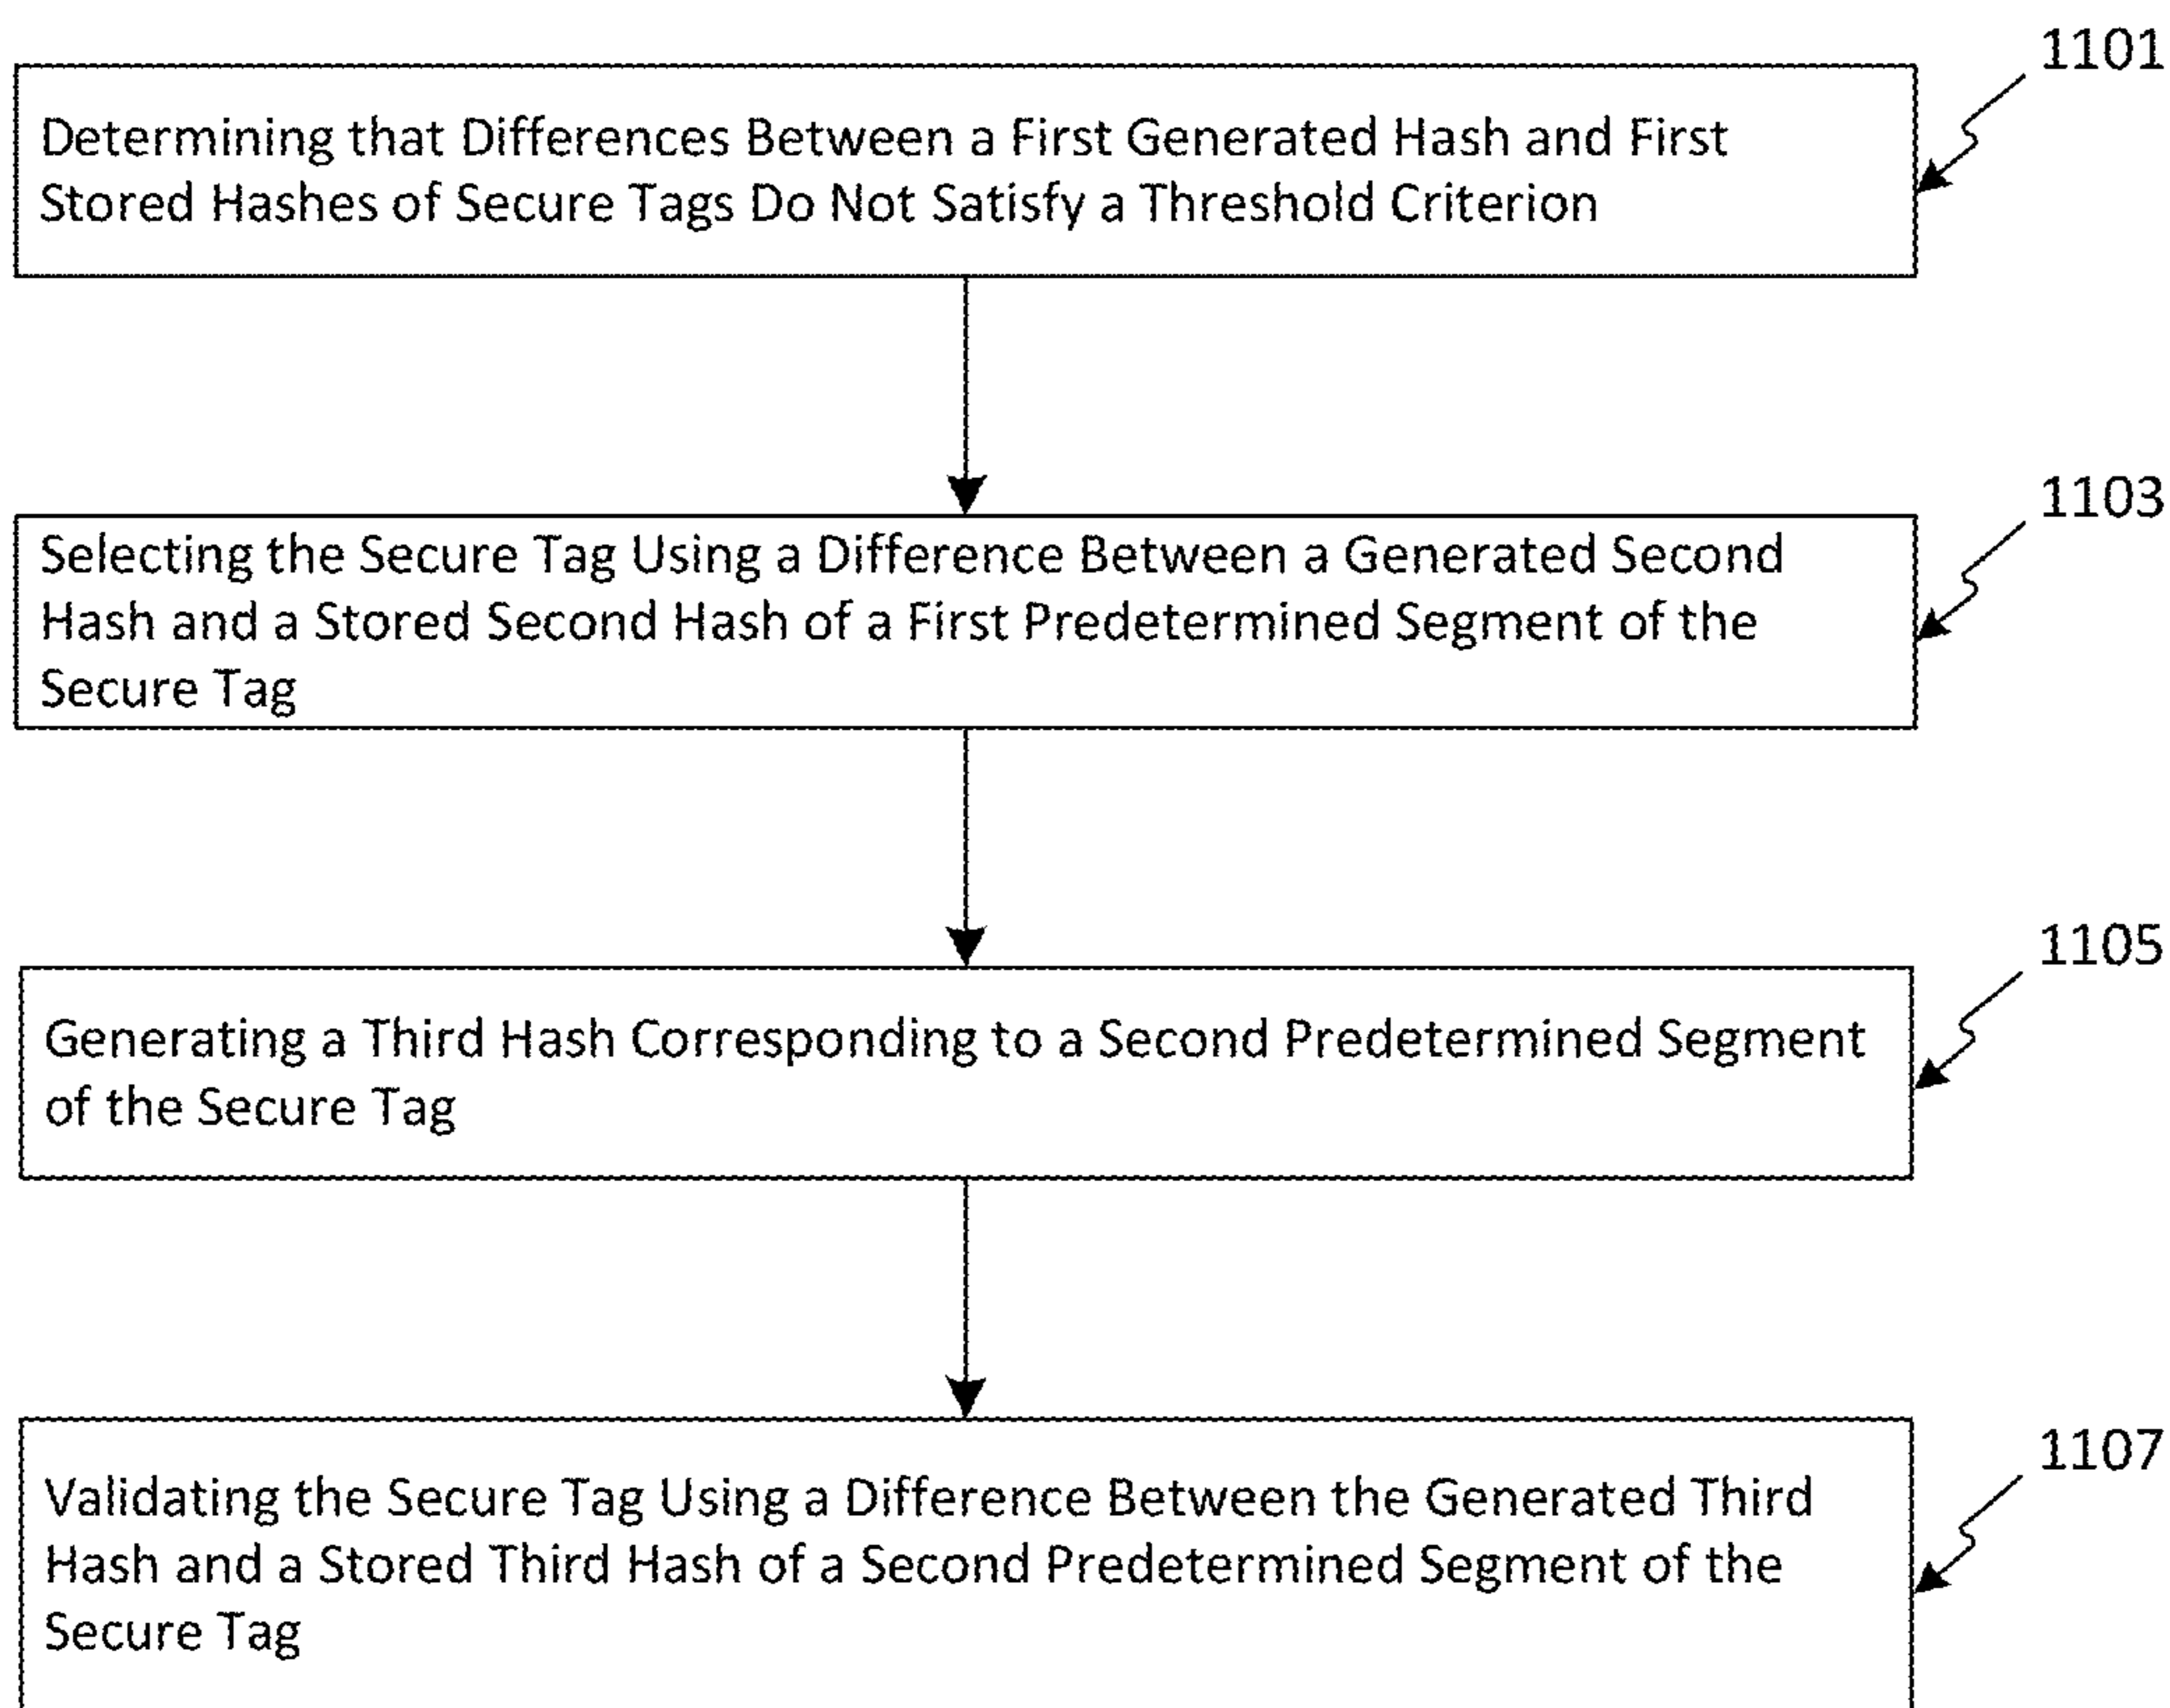 1101
Determining that Differences Between a First Generated Hash and First
Stored Hashes of Secure Tags Do Not Satisfy a Threshold Criterion
1103
Selecting the Secure Tag Using a Difference Between a Generated Second
Hash and a Stored Second Hash of a First Predetermined Segment of the
Secure Tag
1105
Generating a Third Hash Corresponding to a Second Predetermined Segment
of the Secure Tag
1107
Validating the Secure Tag Using a Difference Between the Generated Third
Hash and a Stored Third Hash of a Second Predetermined Segment of the
Secure Tag